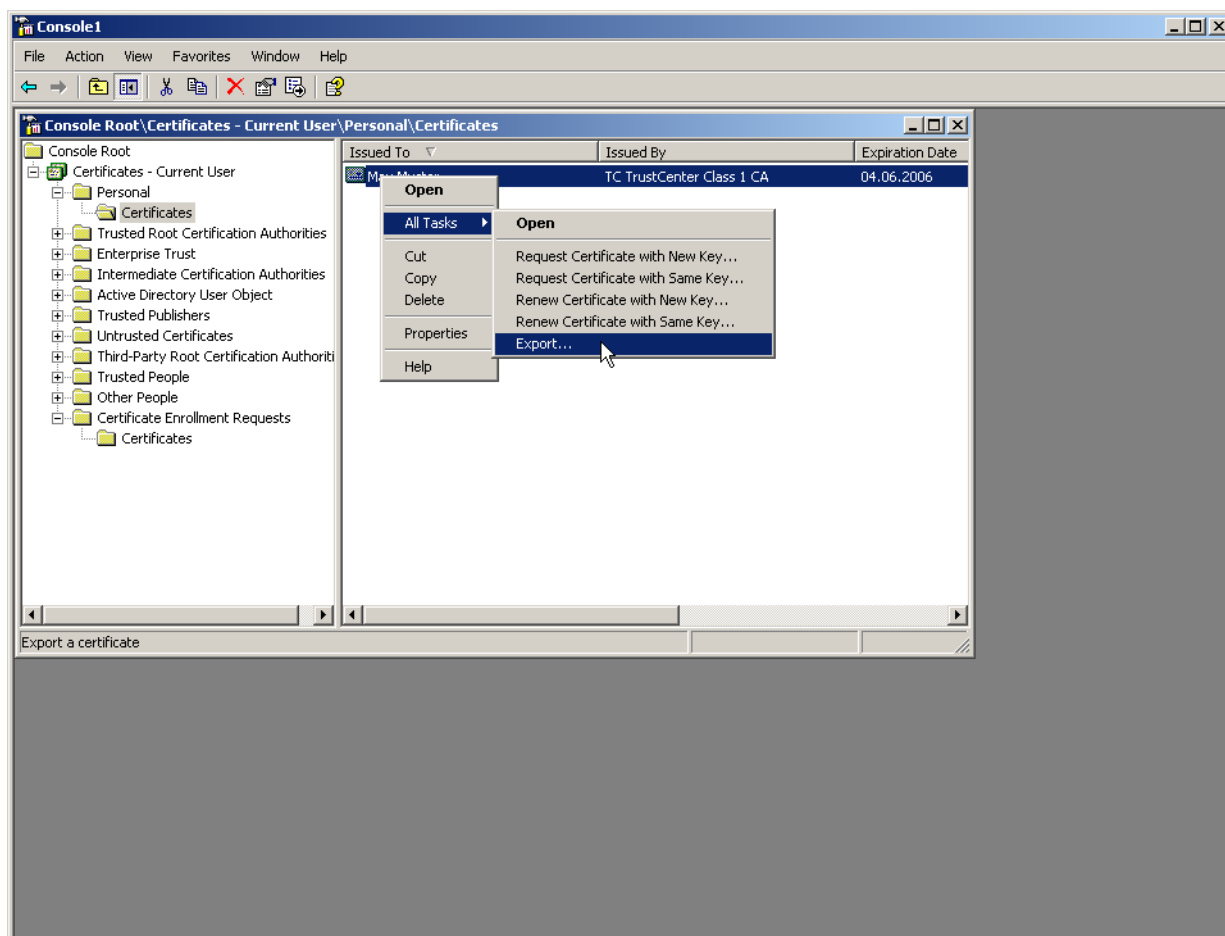 Console1
File Action View Favorites Window Help
Console Root\Certificates - Current User\Personal\Certificates
Console Root
Certificates - Current User
Personal
Certificates
Trusted Root Certification Authorities
Enterprise Trust
Intermediate Certification Authorities
Active Directory User Object
Trusted Publishers
Untrusted Certificates
Third-Party Root Certification Authoriti
Trusted People
Other People
Certificate Enrollment Requests
Certificates
Issued To Issued By Expiration Date
TC TrustCenter Class 1 CA 04.06.2006
Open
All Tasks
Cut
Copy
Delete
Properties
Help
Open
Request Certificate with New Key...
Request Certificate with Same Key...
Renew Certificate with New Key...
Renew Certificate with Same Key...
Export...
Export a certificate